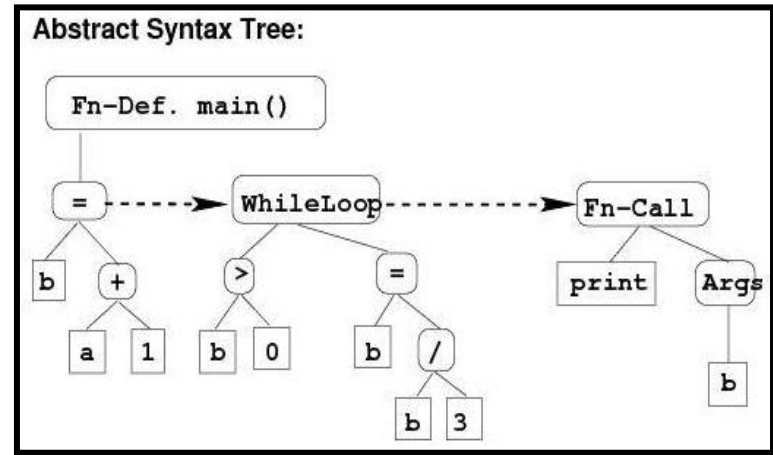 Abstract Syntax Tree:
Fn-Def. main()
= WhileLoop Fn-Call
b + > = print Args
a 1 b 0 b / b
b 3